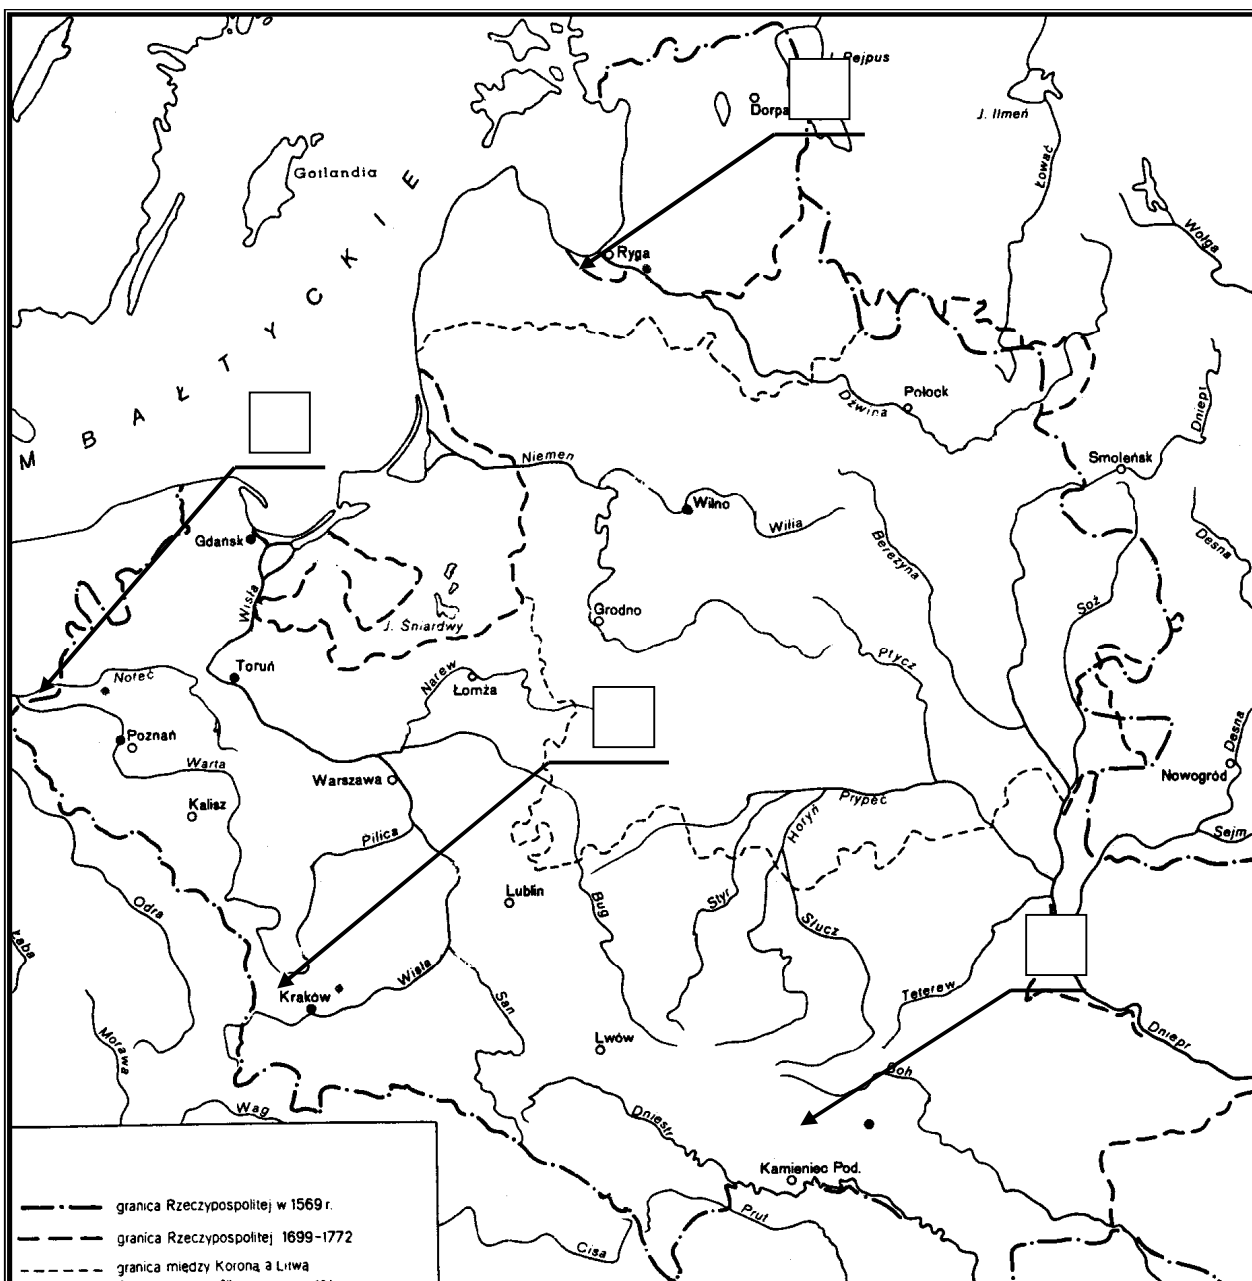 J. Pejpus
Dorpa
J. Ilmeń
Łować
Gotlandia
Wołga
Ryga
M BAŁTYCKIE
Połock
Dźwina
Dniepr
Smoleńsk
Niemen
Wilno
Wilia
Berezyna
Desna
Gdańsk
Wisła
Grodno
Soż
J. Śniardwy
Ptycz
Toruń
Noteć
Narew
Łomża
Poznań
Warta
Warszawa
Desna
Nowogród
Kalisz
Pilica
Prypeć
Horyń
Sejm
Lublin
Bug
Styr
Słucz
Odra
Łaba
Wisła
Kraków
San
Teterew
Dniepr
Morawa
Lwów
Boh
Wag
Dniestr
Kamieniec Pod.
Prut
Cisa
granica Rzeczypospolitej w 1569 r.
granica Rzeczypospolitej 1699-1772
granica między Koroną a Litwą